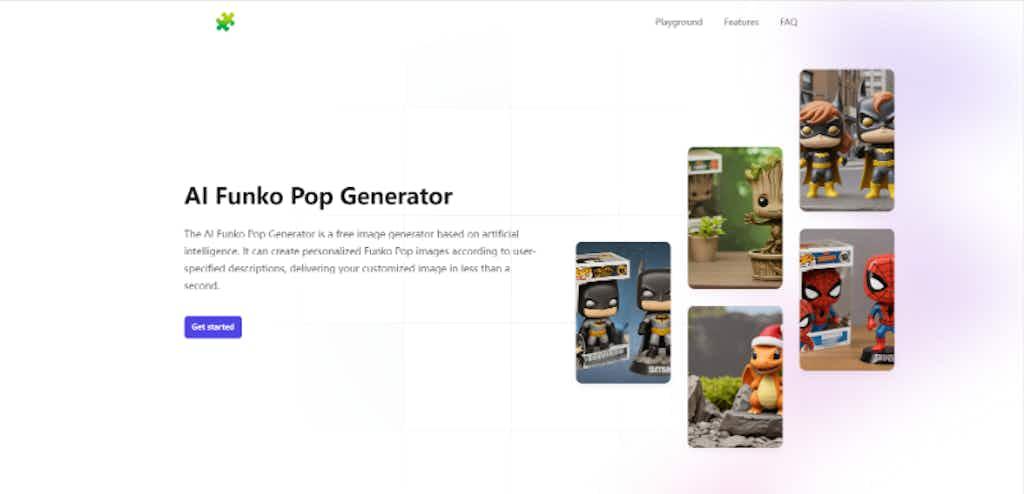 Playground Features FAQ
AI Funko Pop Generator
The AI Funko Pop Generator is a free image generator based on artificial
intelligence. It can create personalized Funko Pop images according to user-
specified descriptions, delivering your customized image in less than a
second.
Get started